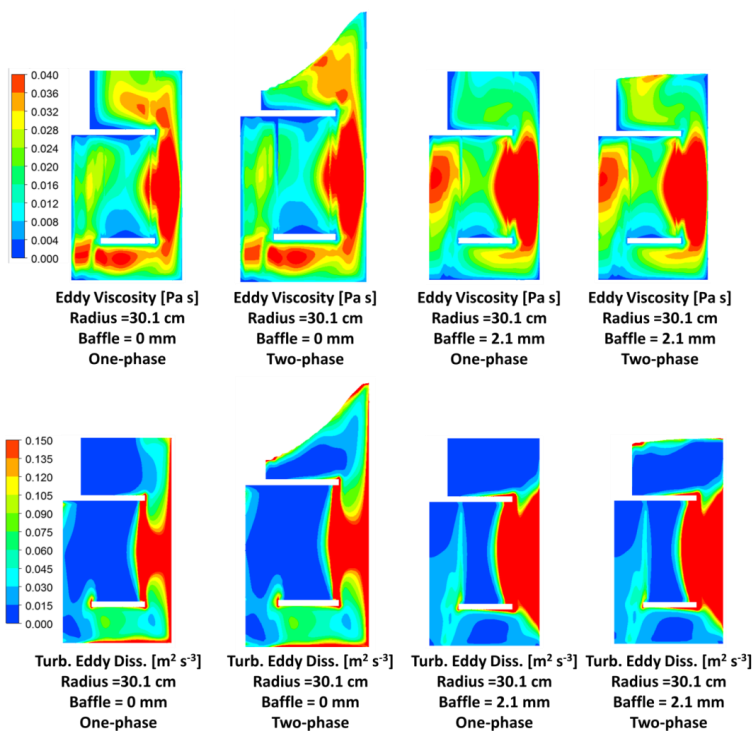 0.040
0.036
0.032
0.028
0.024
0.020
0.016
0.012
0.008
0.004
0.000
Eddy Viscosity [Pa s]
Radius =30.1 cm
Baffle = 0 mm
One-phase
Eddy Viscosity [Pa s]
Radius =30.1 cm
Baffle = 0 mm
Two-phase
Eddy Viscosity [Pa s]
Radius =30.1 cm
Baffle = 2.1 mm
One-phase
Eddy Viscosity [Pa s]
Radius =30.1 cm
Baffle = 2.1 mm
Two-phase
0.150
0.135
0.120
0.105
0.090
0.075
0.060
0.045
0.030
0.015
0.000
Turb. Eddy Diss. [m² s⁻³]
Radius =30.1 cm
Baffle = 0 mm
One-phase
Turb. Eddy Diss. [m² s⁻³]
Radius =30.1 cm
Baffle = 0 mm
Two-phase
Turb. Eddy Diss. [m² s⁻³]
Radius =30.1 cm
Baffle = 2.1 mm
One-phase
Turb. Eddy Diss. [m² s⁻³]
Radius =30.1 cm
Baffle = 2.1 mm
Two-phase